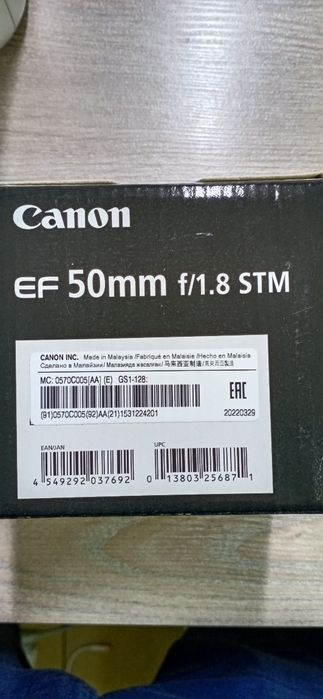 Canon
EF 50mm f/1.8 STM
CANON INC. Made in Malaysia /Fabriqué en Malaisie /Hecho en Malaisia
Сделано в Малайзии/ Малазияда жасалған/ 马来西亚制造/ 馬來西亞製造
MC: 0570C005[AA] (E) GS1-128:
EAC
(91)0570C005(92)AA(21)1531224201
20220329
EAN/JAN
UPC
4 549292 037692
0 13803 25687 1